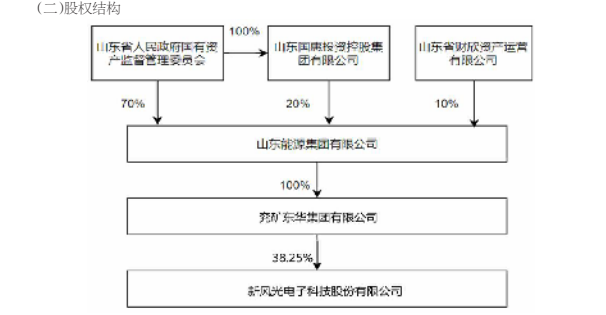 (二)股权结构
100%
山东省人民政府国有资
产监督管理委员会
山东国惠投资控股集
团有限公司
山东省财欣资产运营
有限公司
70%
20%
10%
山东能源集团有限公司
100%
兖矿东华集团有限公司
38.25%
新风光电子科技股份有限公司